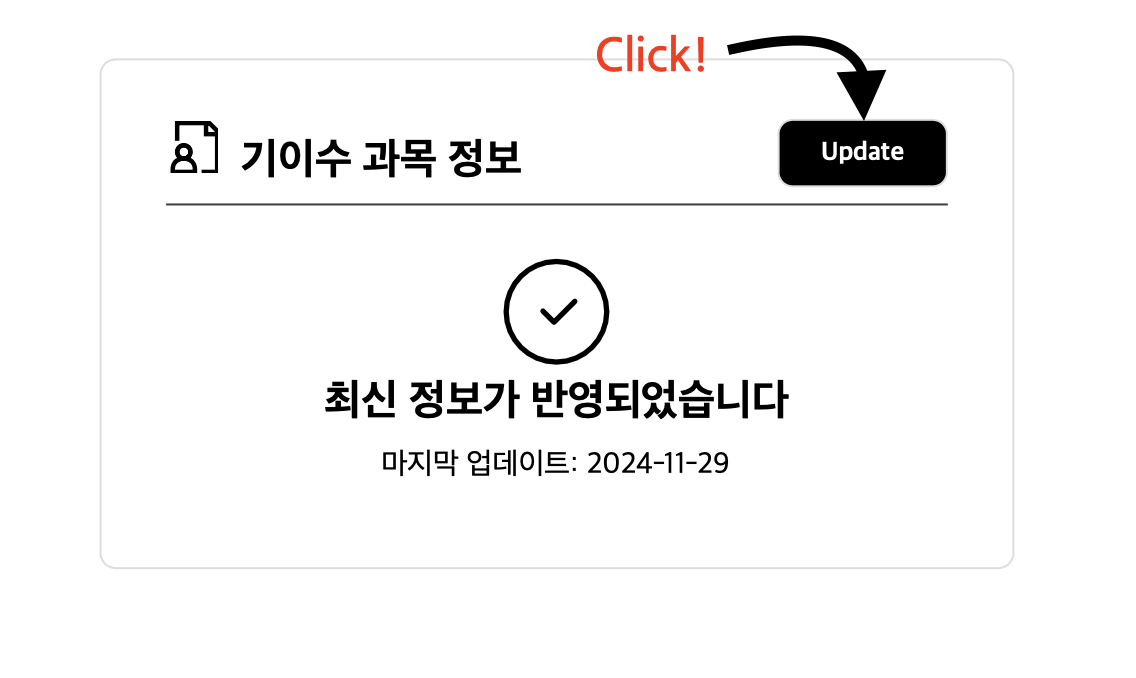 Click!
기이수 과목 정보
Update
최신 정보가 반영되었습니다
마지막 업데이트: 2024-11-29